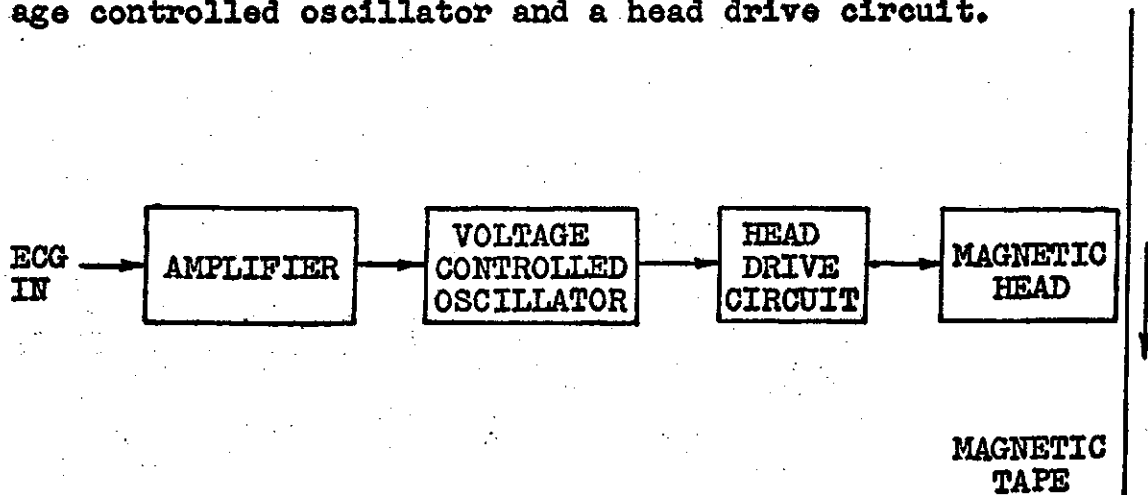 age controlled oscillator and a head drive circuit.
ECG
IN
AMPLIFIER
VOLTAGE
CONTROLLED
OSCILLATOR
HEAD
DRIVE
CIRCUIT
MAGNETIC
HEAD
MAGNETIC
TAPE